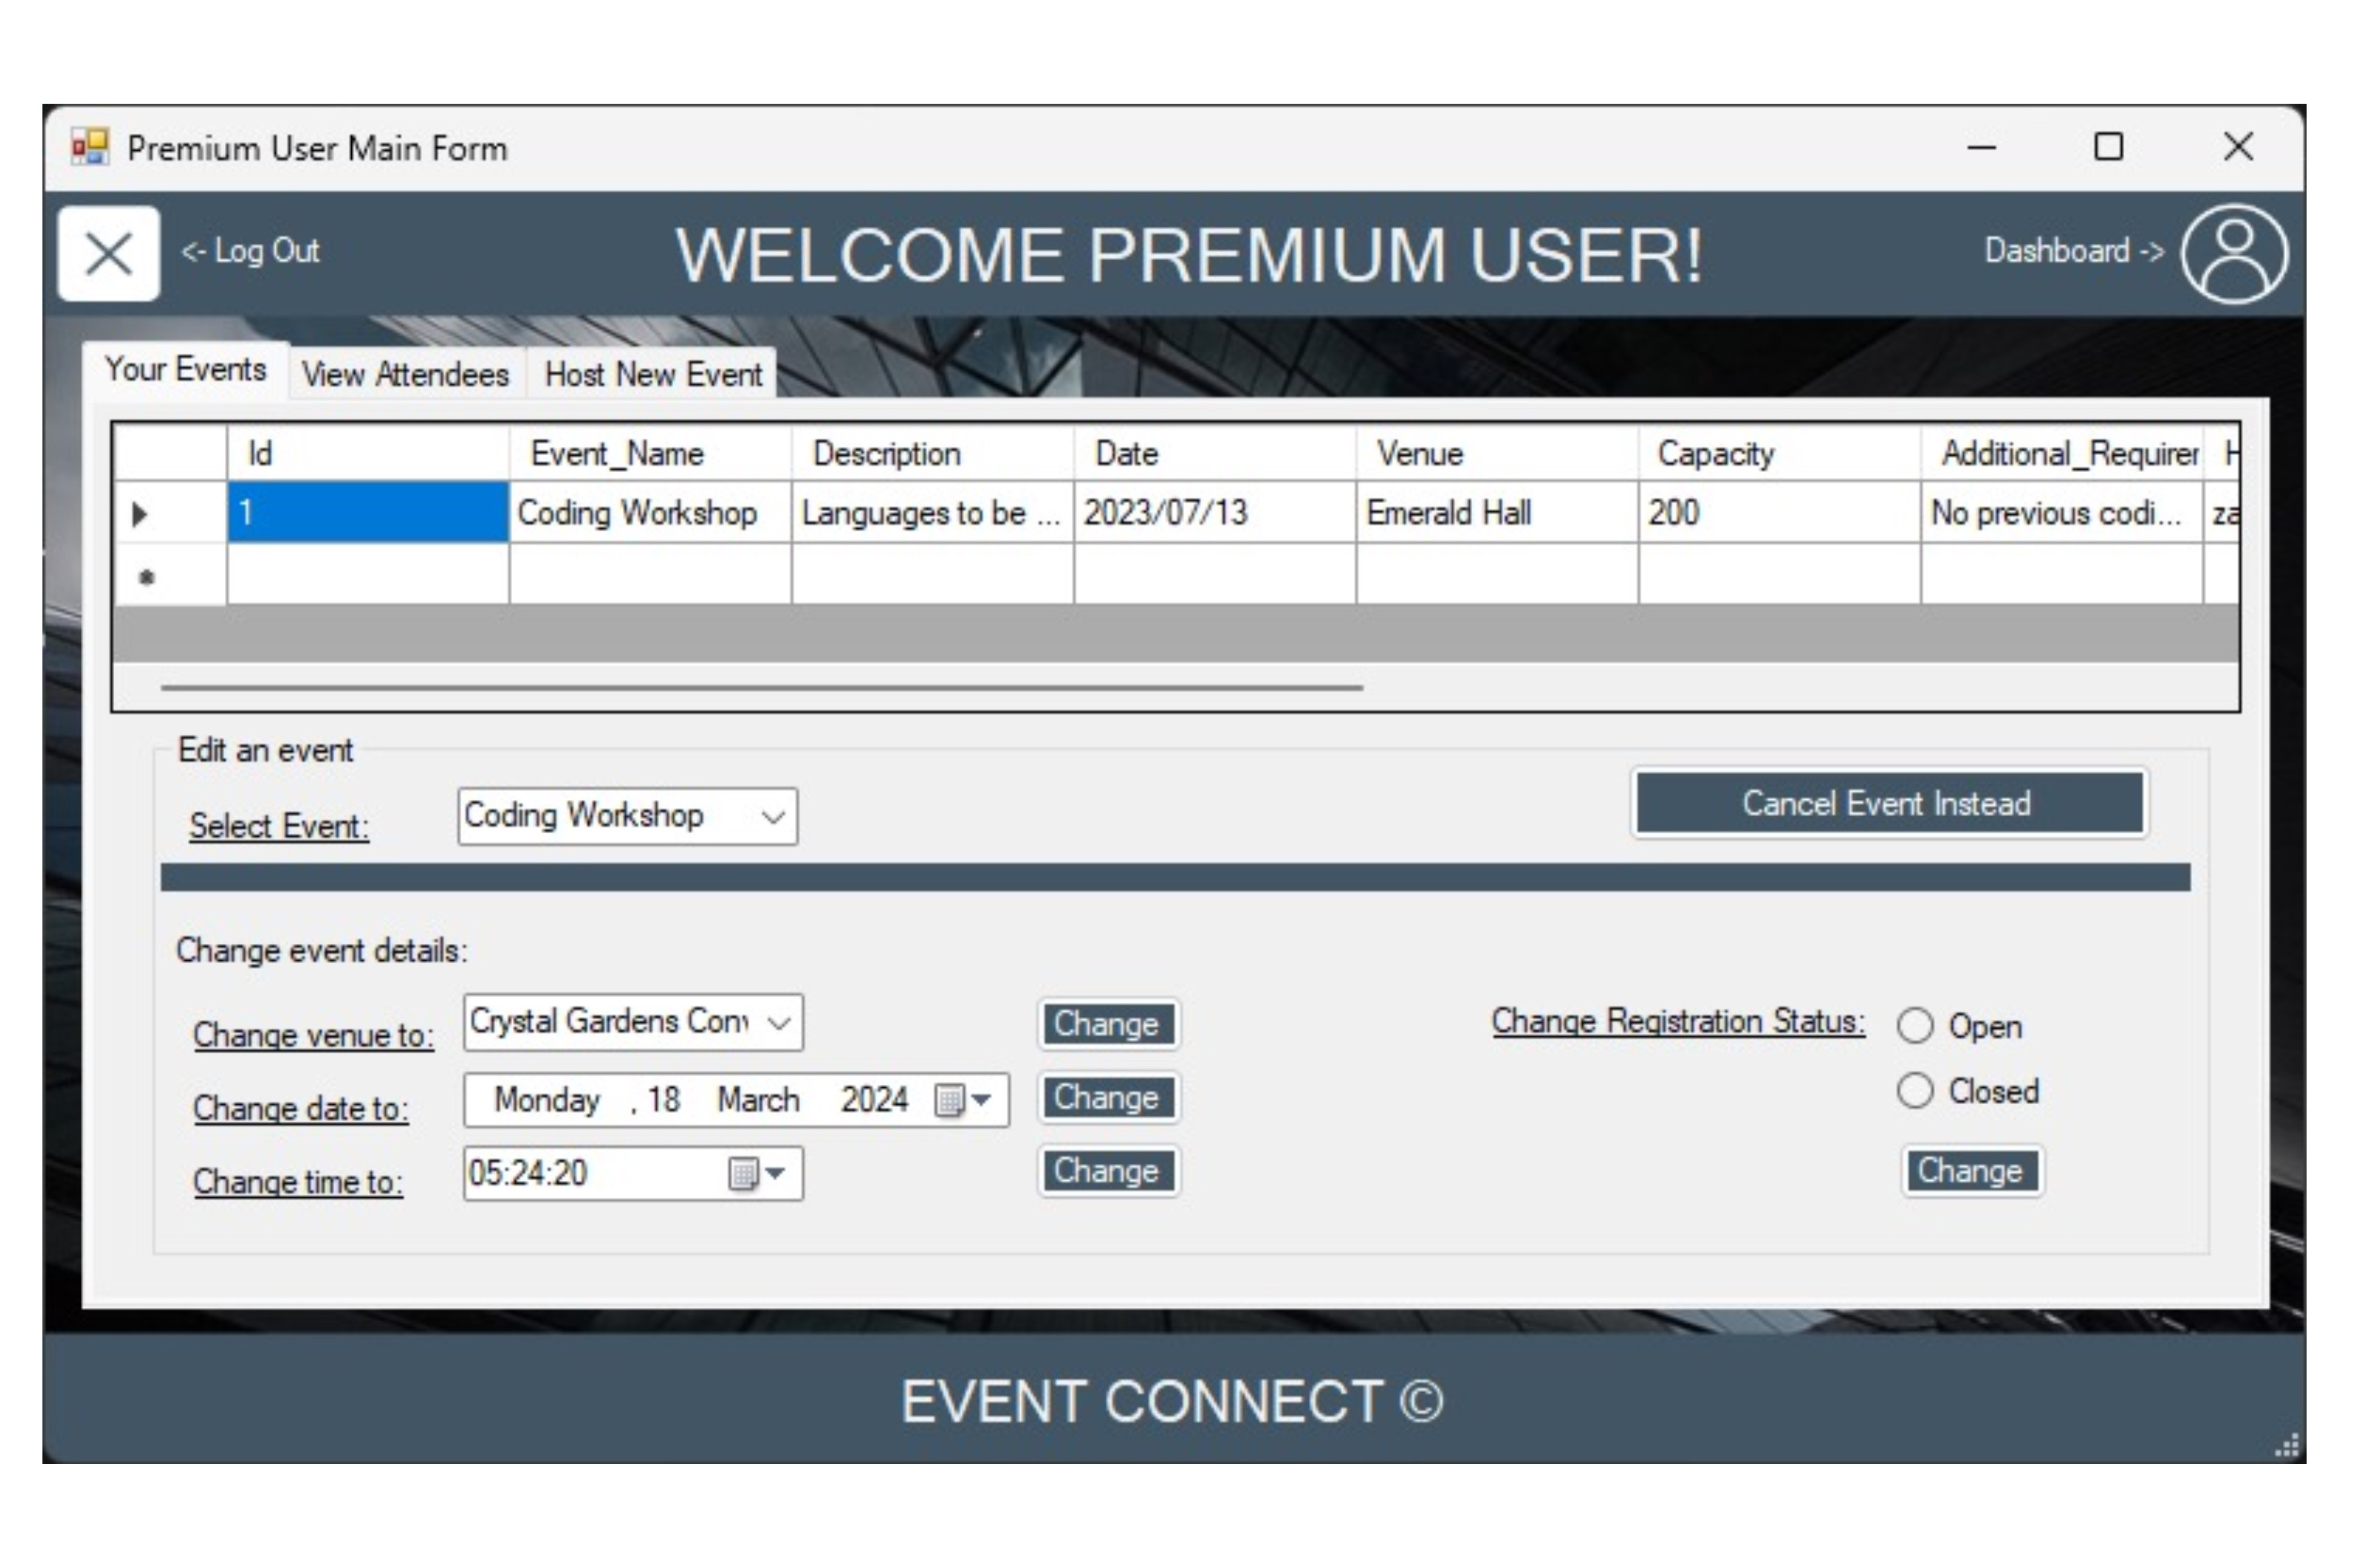 Premium User Main Form
<- Log Out
WELCOME PREMIUM USER!
Dashboard ->
Your Events View Attendees Host New Event
Id Event_Name Description Date Venue Capacity Additional_Requirer H
1 Coding Workshop Languages to be ... 2023/07/13 Emerald Hall 200 No previous codi... za
Edit an event
Select Event: Coding Workshop Cancel Event Instead
Change event details:
Change venue to: Crystal Gardens Conv Change Change Registration Status: Open
Change date to: Monday , 18 March 2024 Change Closed
Change time to: 05:24:20 Change Change
EVENT CONNECT ©